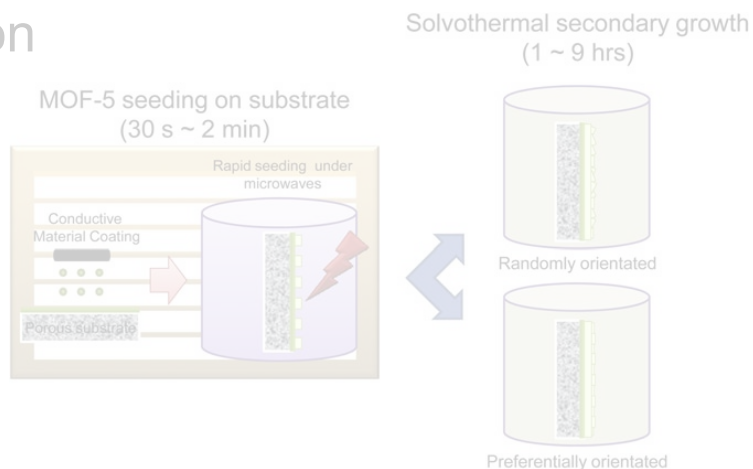 on
Solvothermal secondary growth
(1 ~ 9 hrs)
MOF-5 seeding on substrate
(30 s ~ 2 min)
Rapid seeding under
microwaves
Conductive
Material Coating
Porous substrate
Randomly orientated
Preferentially orientated